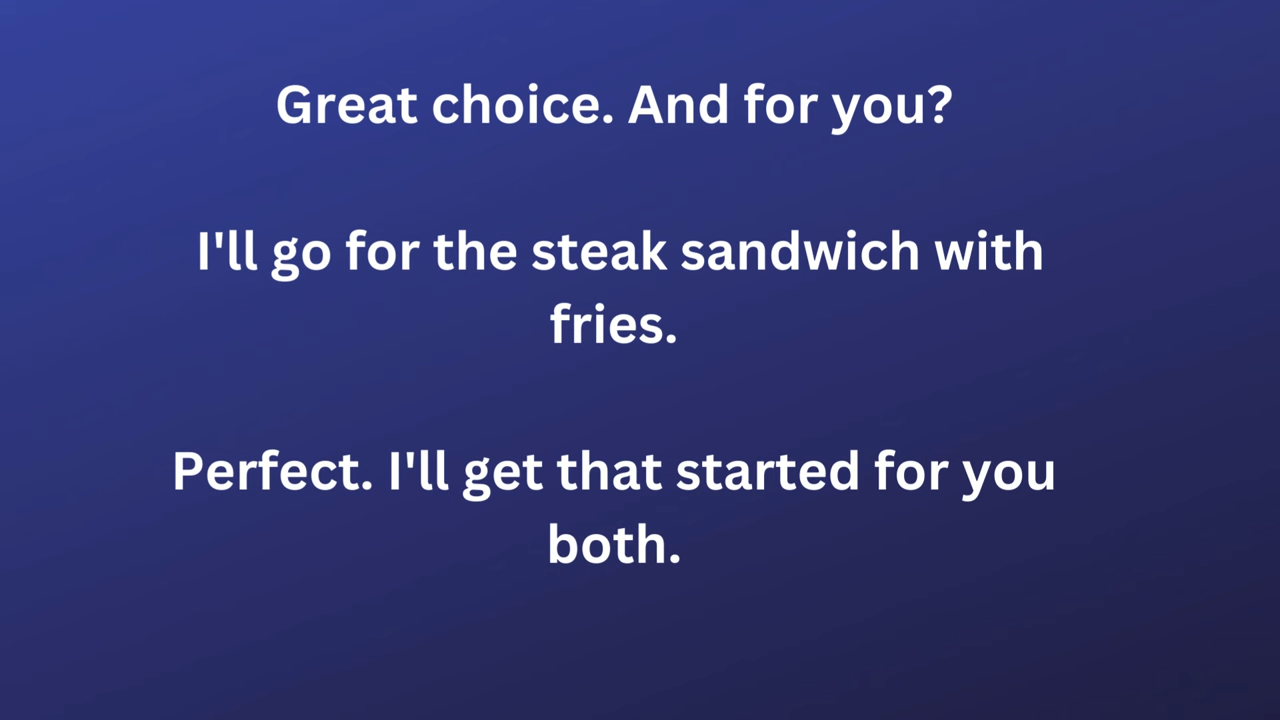 Great choice. And for you?
I'll go for the steak sandwich with
fries.
Perfect. I'll get that started for you
both.